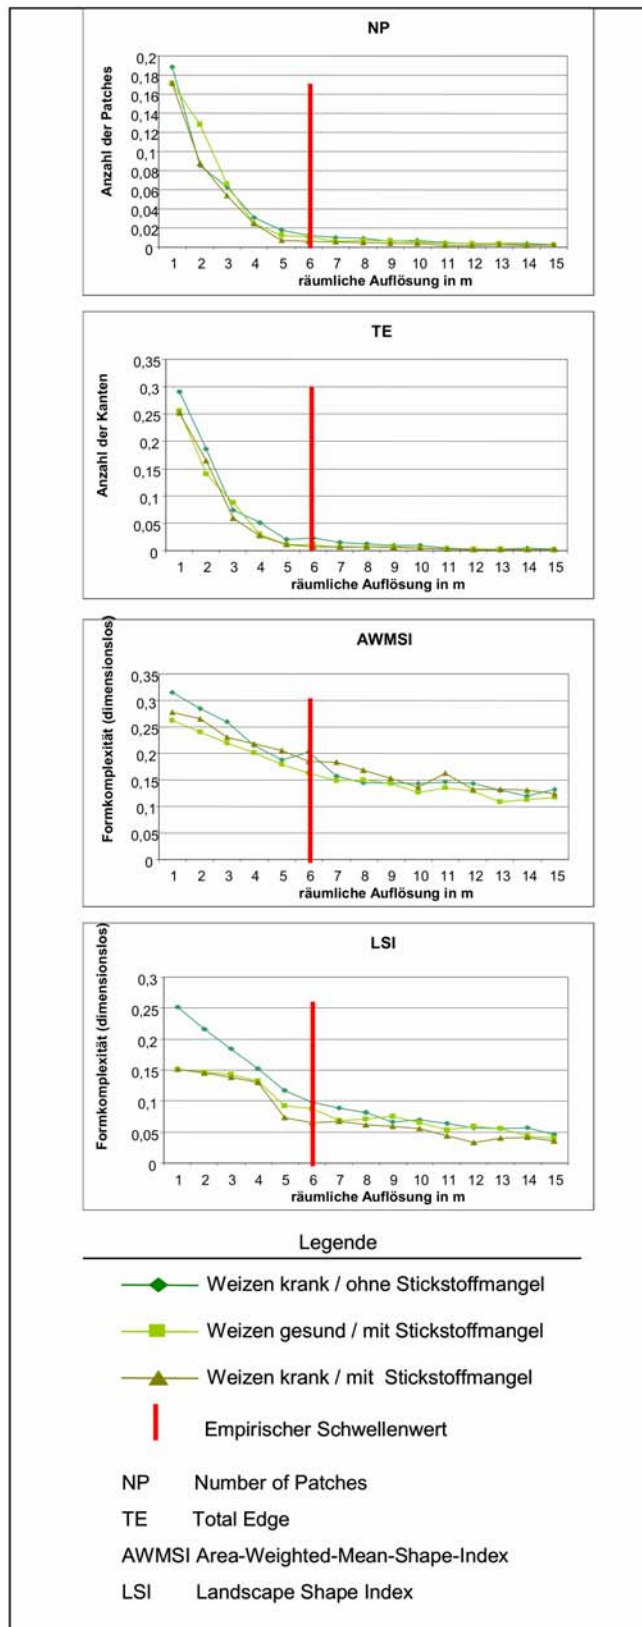 NP
Anzahl der Patches
0,2
0,18
0,16
0,14
0,12
0,1
0,08
0,06
0,04
0,02
0
1 2 3 4 5 6 7 8 9 10 11 12 13 14 15
räumliche Auflösung in m
TE
Anzahl der Kanten
0,35
0,3
0,25
0,2
0,15
0,1
0,05
0
1 2 3 4 5 6 7 8 9 10 11 12 13 14 15
räumliche Auflösung in m
AWMSI
Formkomplexität (dimensionslos)
0,35
0,3
0,25
0,2
0,15
0,1
0,05
0
1 2 3 4 5 6 7 8 9 10 11 12 13 14 15
räumliche Auflösung in m
LSI
Formkomplexität (dimensionslos)
0,3
0,25
0,2
0,15
0,1
0,05
0
1 2 3 4 5 6 7 8 9 10 11 12 13 14 15
räumliche Auflösung in m
Legende
Weizen krank / ohne Stickstoffmangel
Weizen gesund / mit Stickstoffmangel
Weizen krank / mit Stickstoffmangel
Empirischer Schwellenwert
NP Number of Patches
TE Total Edge
AWMSI Area-Weighted-Mean-Shape-Index
LSI Landscape Shape Index